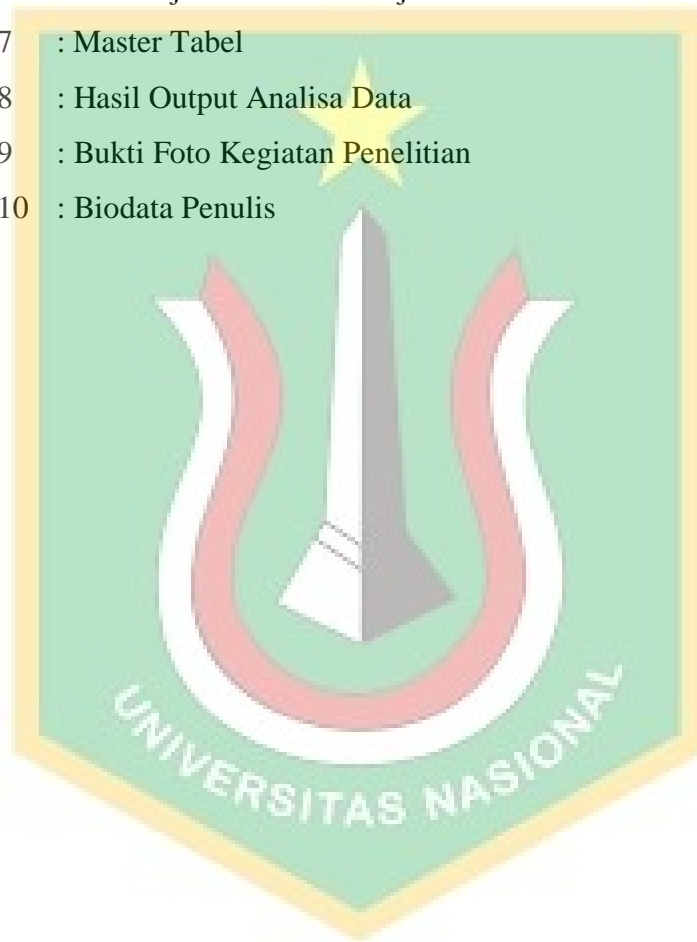 7 : Master Tabel
8 : Hasil Output Analisa Data
9 : Bukti Foto Kegiatan Penelitian
10 : Biodata Penulis
UNIVERSITAS NASIONAL